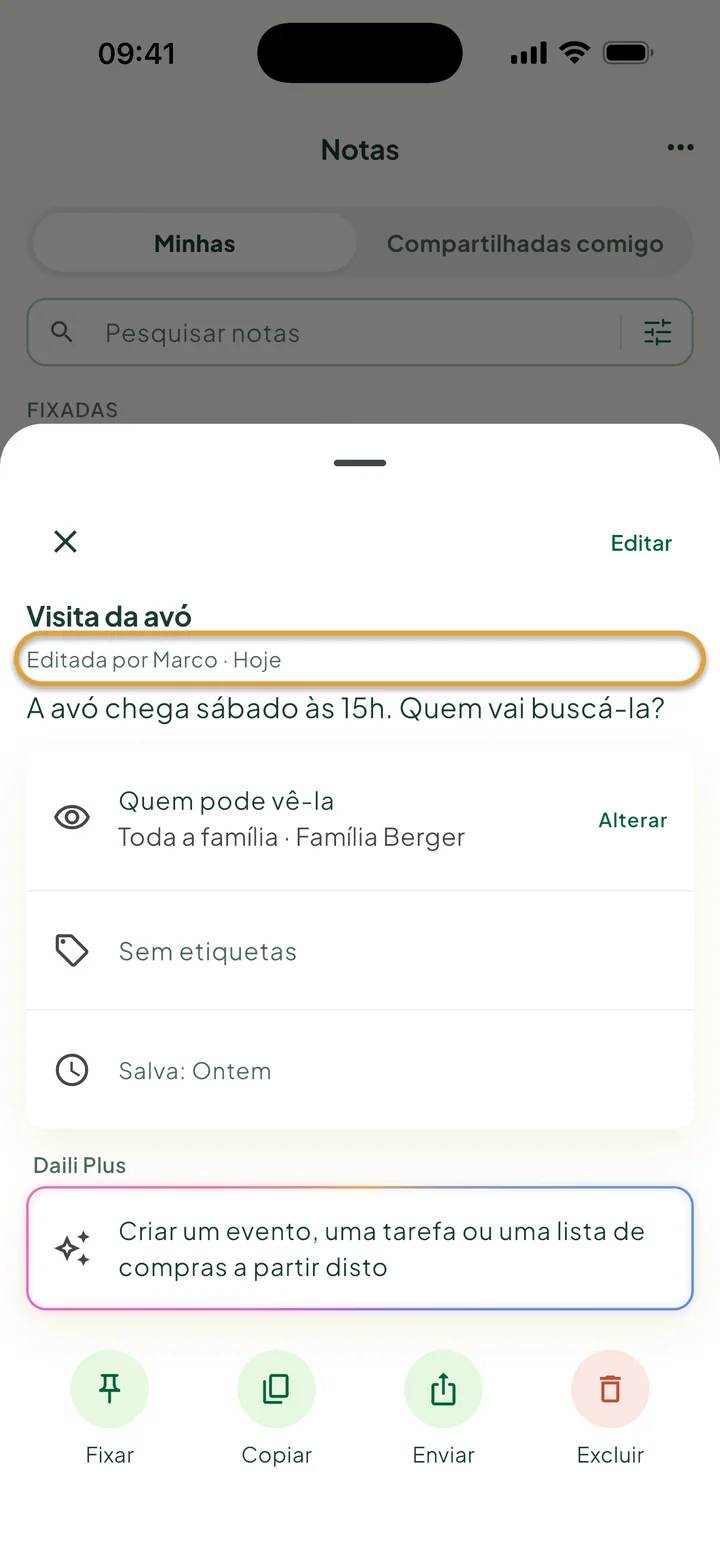 09:41
Notas
Minhas
Compartilhadas comigo
Pesquisar notas
FIXADAS
Editar
Visita da avó
Editada por Marco · Hoje
A avó chega sábado às 15h. Quem vai buscá-la?
Quem pode vê-la
Toda a família · Família Berger
Alterar
Sem etiquetas
Salva: Ontem
Daili Plus
Criar um evento, uma tarefa ou uma lista de
compras a partir disto
Fixar
Copiar
Enviar
Excluir